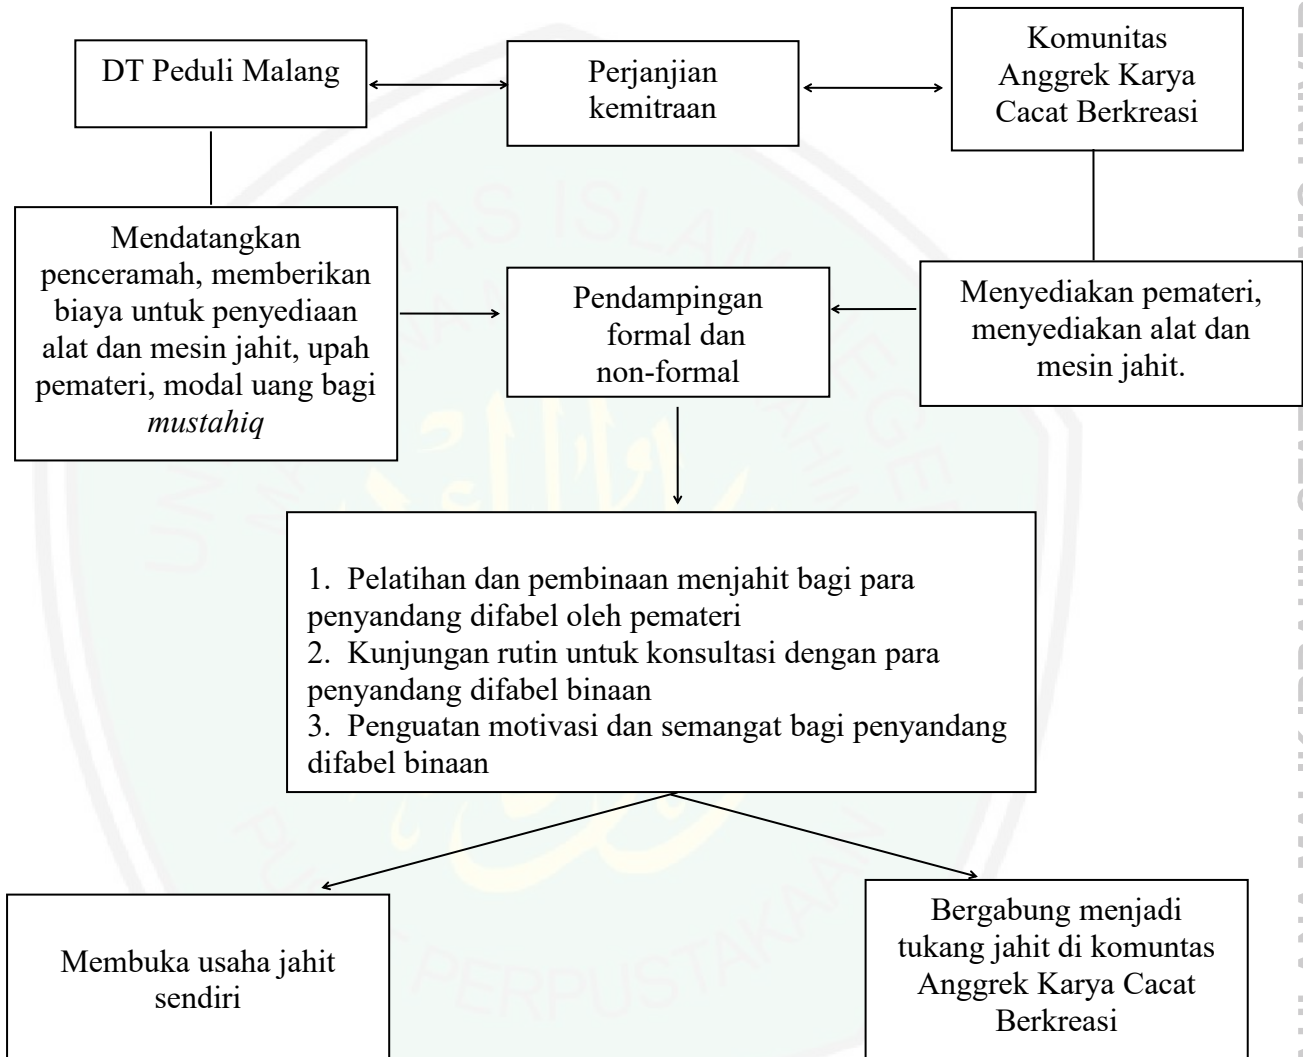 DT Peduli Malang
Perjanjian
kemitraan
Komunitas
Anggrek Karya
Cacat Berkreasi
Mendatangkan
penceramah, memberikan
biaya untuk penyediaan
alat dan mesin jahit, upah
pemateri, modal uang bagi
mustahiq
Pendampingan
formal dan
non-formal
Menyediakan pemateri,
menyediakan alat dan
mesin jahit.
1. Pelatihan dan pembinaan menjahit bagi para
penyandang difabel oleh pemateri
2. Kunjungan rutin untuk konsultasi dengan para
penyandang difabel binaan
3. Penguatan motivasi dan semangat bagi penyandang
difabel binaan
Membuka usaha jahit
sendiri
Bergabung menjadi
tukang jahit di komuntas
Anggrek Karya Cacat
Berkreasi